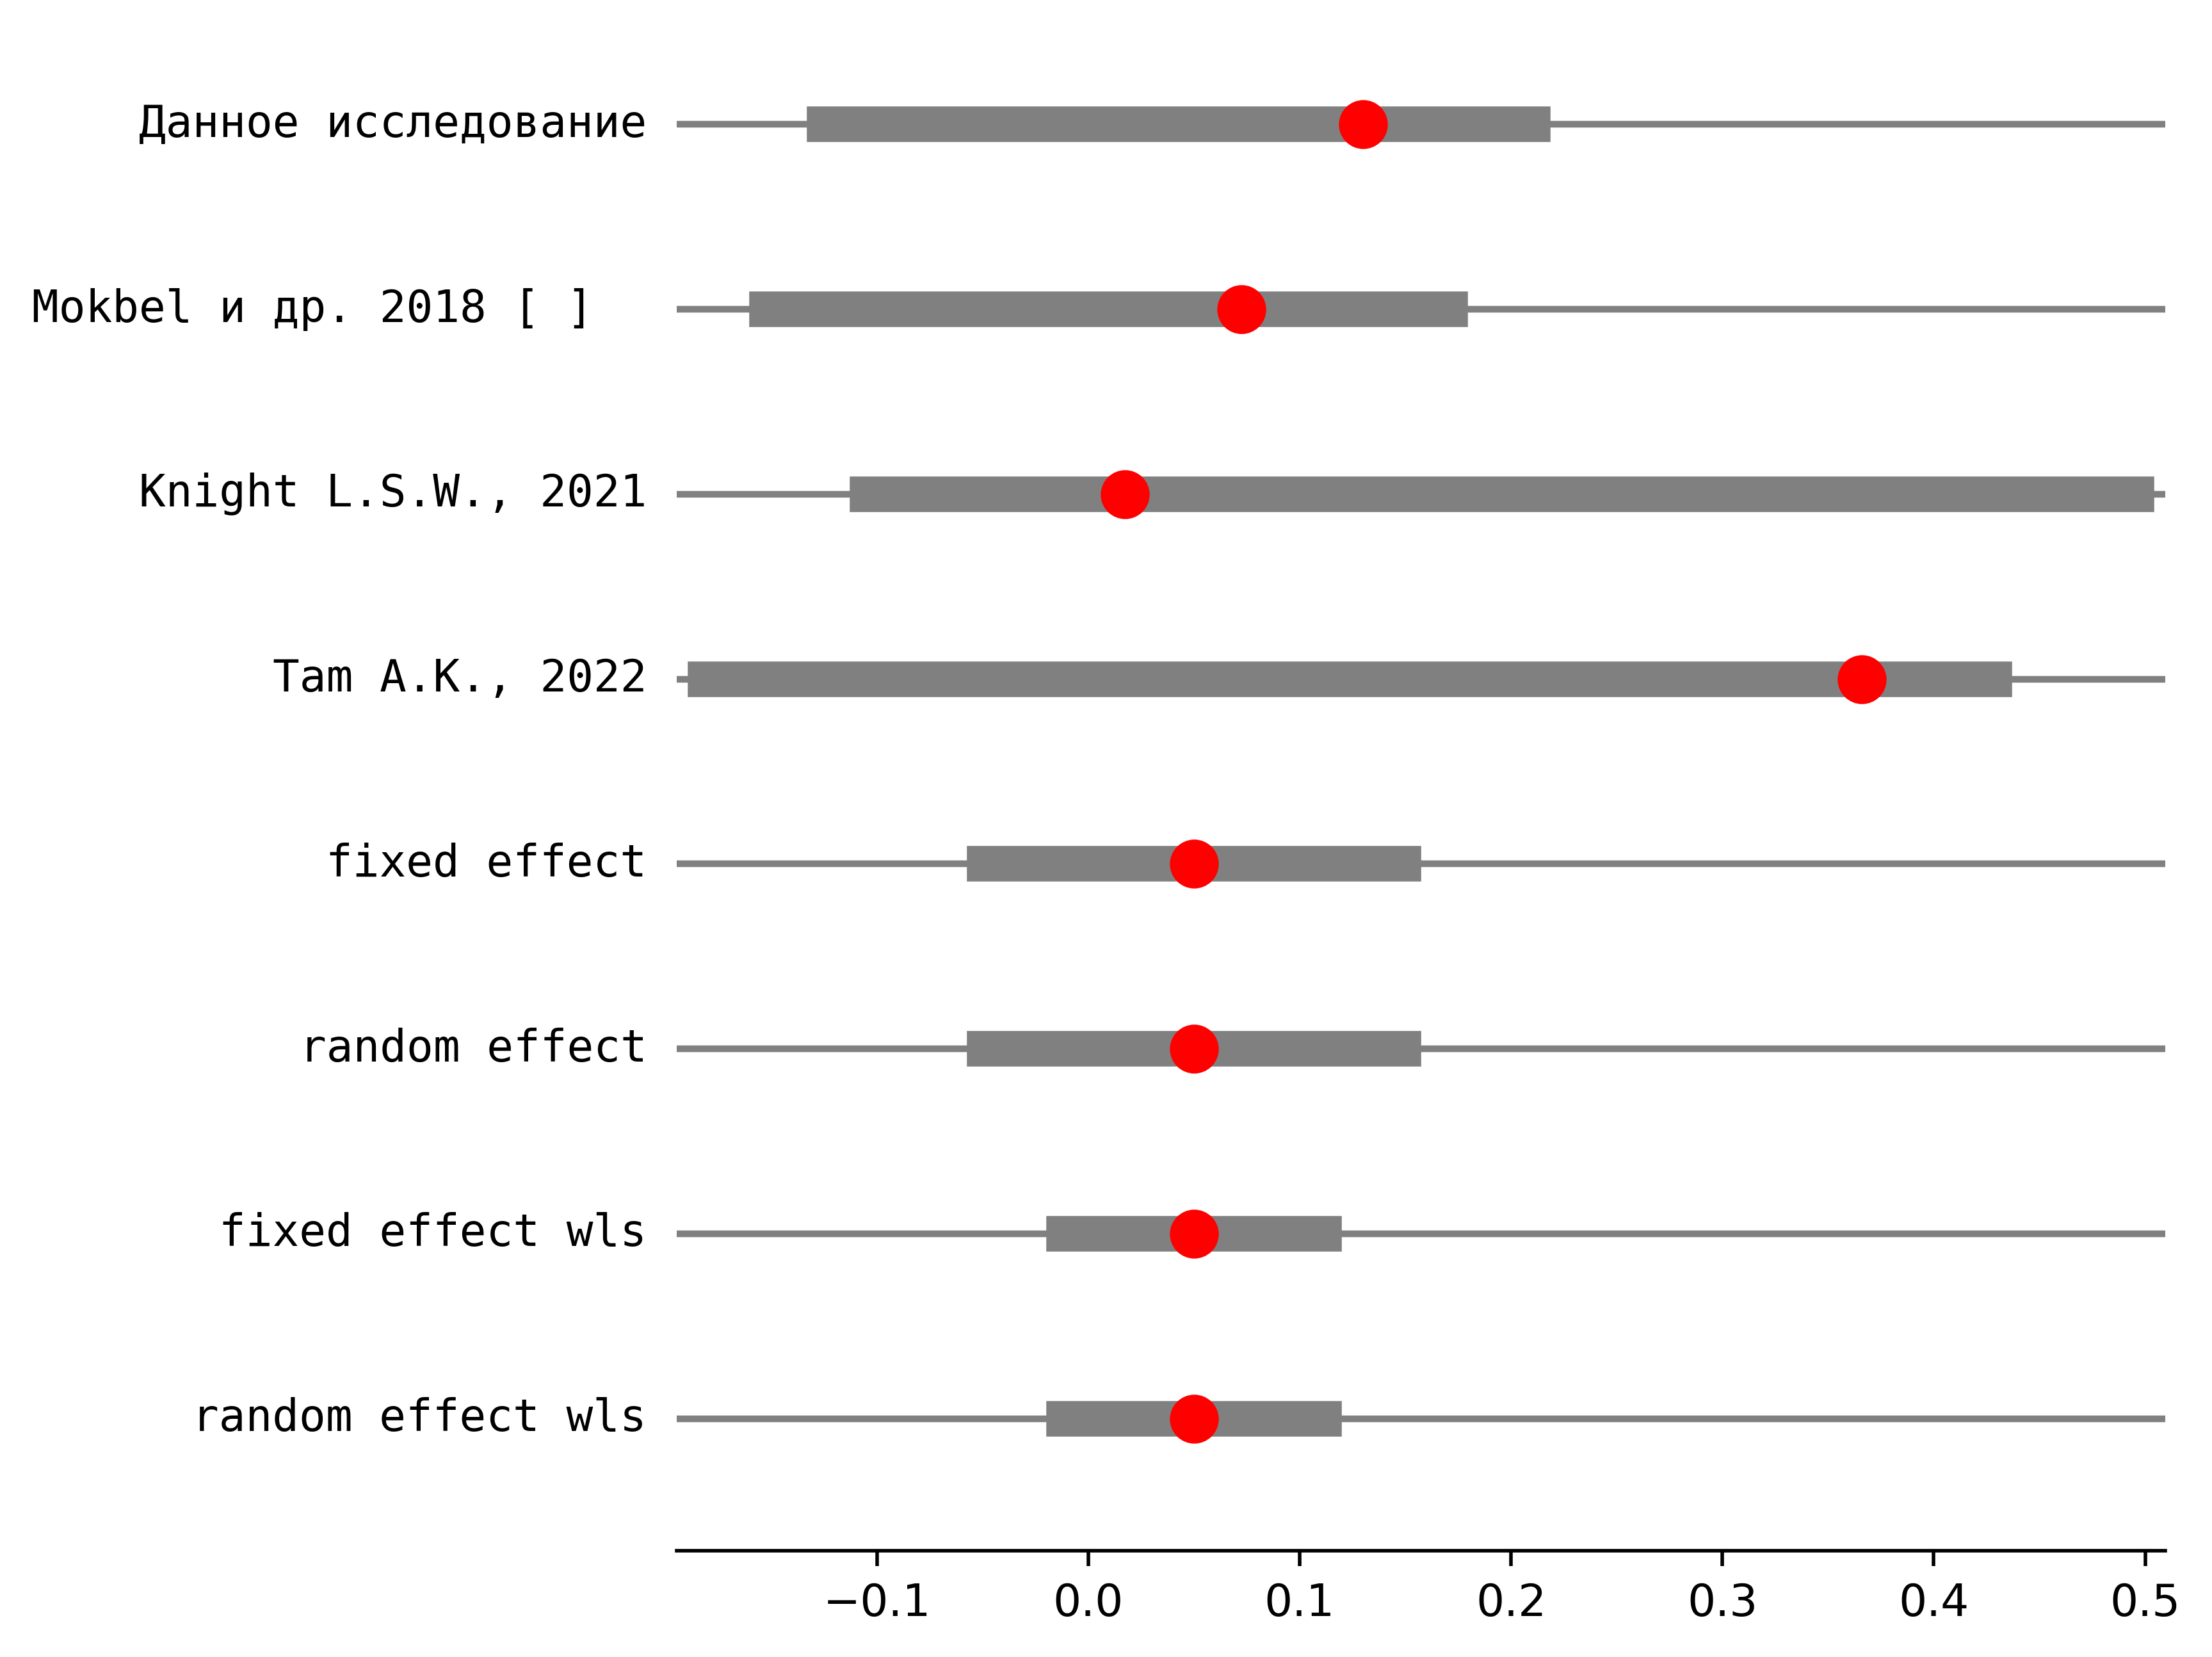 Данное исследование
Mokbel и др. 2018 [ ]
Knight L.S.W., 2021
Tam A.K., 2022
fixed effect
random effect
fixed effect wls
random effect wls
−0.1 0.0 0.1 0.2 0.3 0.4 0.5